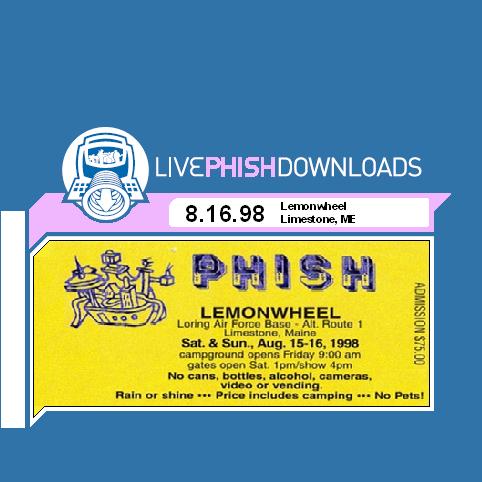 LIVEPHISHDOWNLOADS
8.16.98
Lemonwheel
Limestone, ME
PHISH
LEMONWHEEL
Loring Air Force Base - Alt. Route 1
Limestone, Maine
Sat. & Sun., Aug. 15-16, 1998
campground opens Friday 9:00 am
gates open Sat. 1pm/show 4pm
No cans, bottles, alcohol, cameras,
video or vending.
Rain or shine ••• Price includes camping ••• No Pets!
ADMISSION $75.00